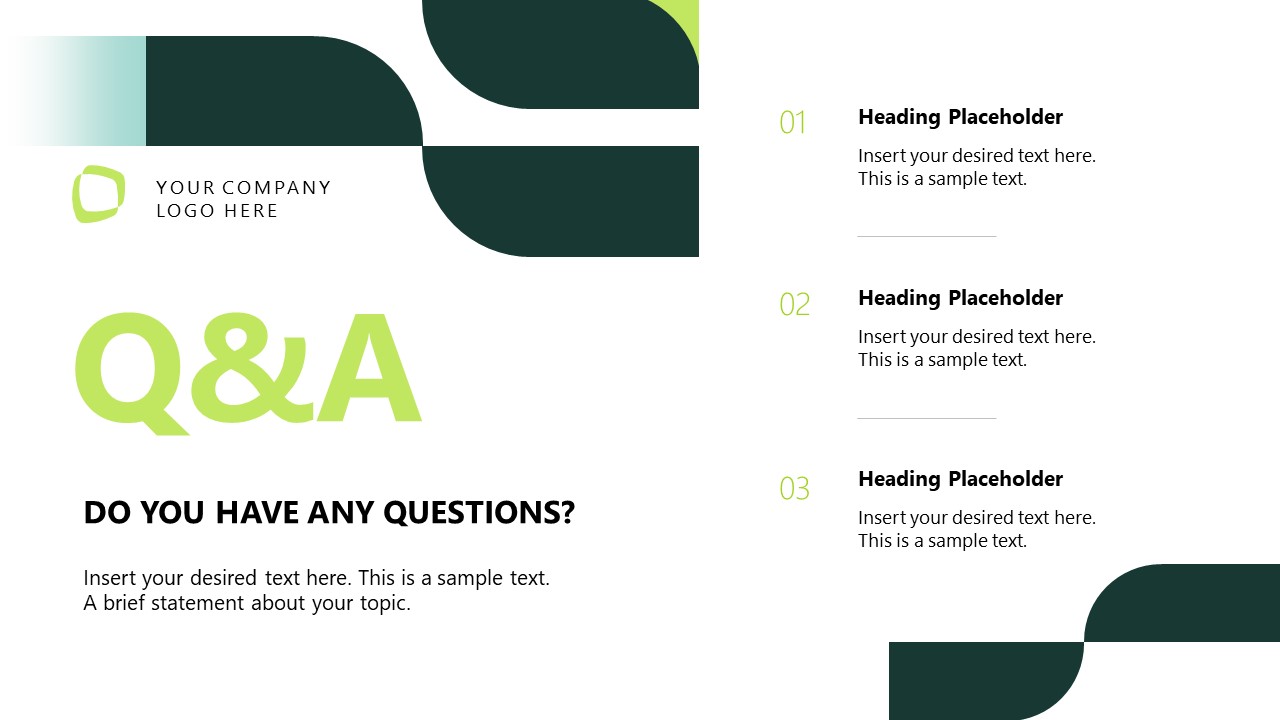 YOUR COMPANY
LOGO HERE
Q&A
DO YOU HAVE ANY QUESTIONS?
Insert your desired text here. This is a sample text.
A brief statement about your topic.
01
Heading Placeholder
Insert your desired text here.
This is a sample text.
02
Heading Placeholder
Insert your desired text here.
This is a sample text.
03
Heading Placeholder
Insert your desired text here.
This is a sample text.